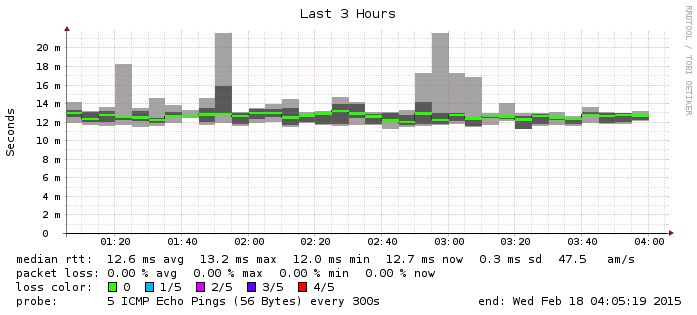 Last 3 Hours
RRDTOOL / TOBI OETIKER
Seconds
20 m
18 m
16 m
14 m
12 m
10 m
8 m
6 m
4 m
2 m
0
01:20 01:40 02:00 02:20 02:40 03:00 03:20 03:40 04:00
median rtt: 12.6 ms avg 13.2 ms max 12.0 ms min 12.7 ms now 0.3 ms sd 47.5 am/s
packet loss: 0.00 % avg 0.00 % max 0.00 % min 0.00 % now
loss color: 0 1/5 2/5 3/5 4/5
probe: 5 ICMP Echo Pings (56 Bytes) every 300s end: Wed Feb 18 04:05:19 2015